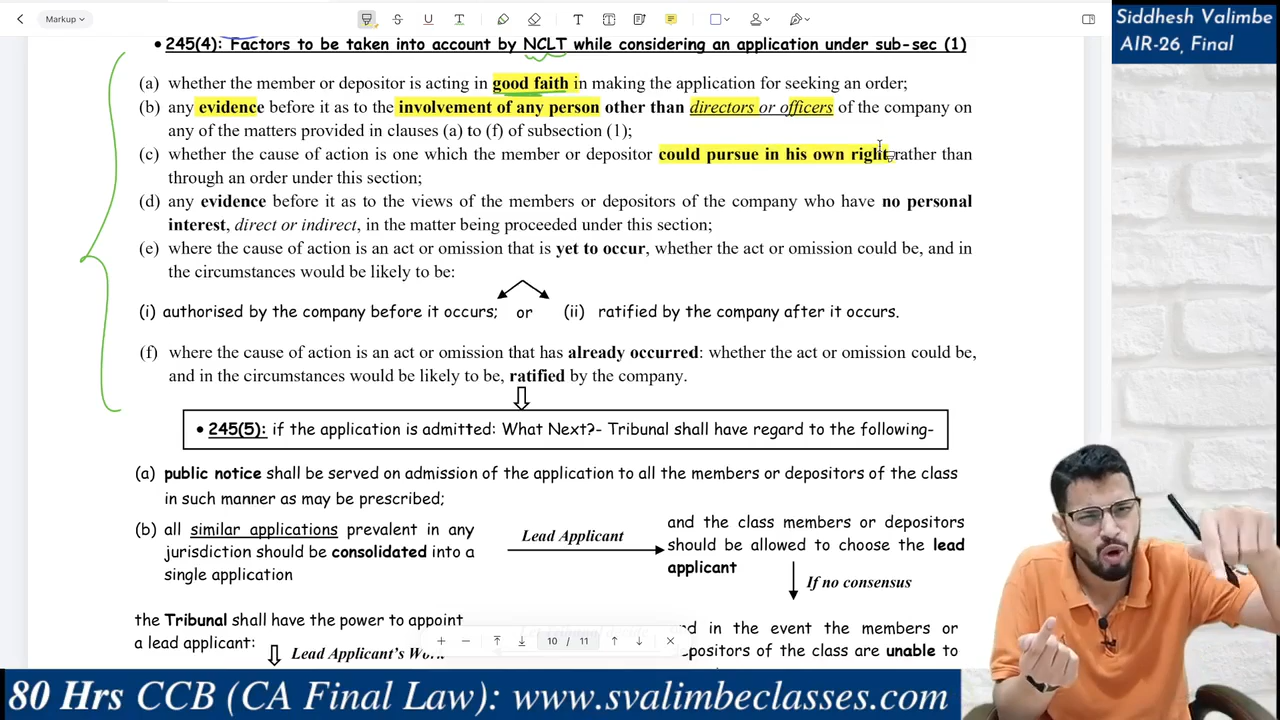 Markup
Siddhesh Valimbe
AIR-26, Final
• 245(4): Factors to be taken into account by NCLT while considering an application under sub-sec (1)
(a) whether the member or depositor is acting in good faith in making the application for seeking an order;
(b) any evidence before it as to the involvement of any person other than directors or officers of the company on
any of the matters provided in clauses (a) to (f) of subsection (1);
(c) whether the cause of action is one which the member or depositor could pursue in his own right rather than
through an order under this section;
(d) any evidence before it as to the views of the members or depositors of the company who have no personal
interest, direct or indirect, in the matter being proceeded under this section;
(e) where the cause of action is an act or omission that is yet to occur, whether the act or omission could be, and in
the circumstances would be likely to be:
(i) authorised by the company before it occurs; or (ii) ratified by the company after it occurs.
(f) where the cause of action is an act or omission that has already occurred: whether the act or omission could be,
and in the circumstances would be likely to be, ratified by the company.
• 245(5): if the application is admitted: What Next?- Tribunal shall have regard to the following-
(a) public notice shall be served on admission of the application to all the members or depositors of the class
in such manner as may be prescribed;
(b) all similar applications prevalent in any
jurisdiction should be consolidated into a
single application
Lead Applicant
and the class members or depositors
should be allowed to choose the lead
applicant
If no consensus
the Tribunal shall have the power to appoint
a lead applicant:
Lead Applicant's
in the event the members or
of the class are unable to
10 / 11
80 Hrs CCB (CA Final Law): www.svalimbeclasses.com